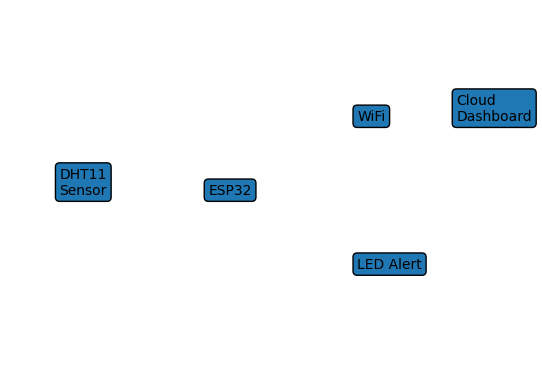 DHT11
Sensor
ESP32
WiFi
Cloud
Dashboard
LED Alert